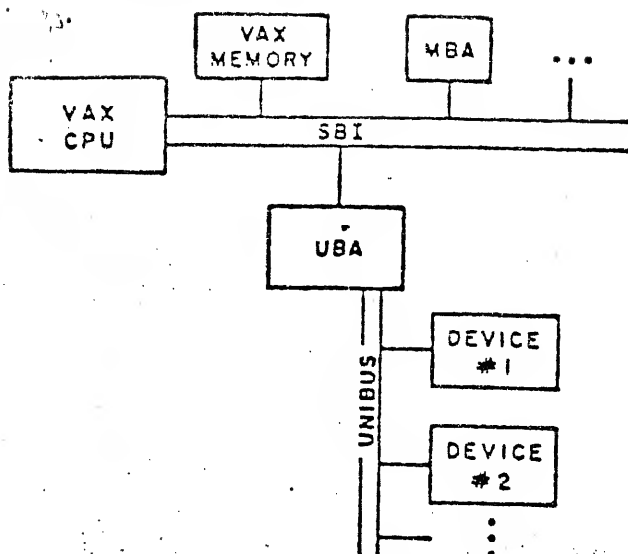 VAX
MEMORY
MBA
...
VAX
CPU
SBI
UBA
UNIBUS
DEVICE
#1
DEVICE
#2